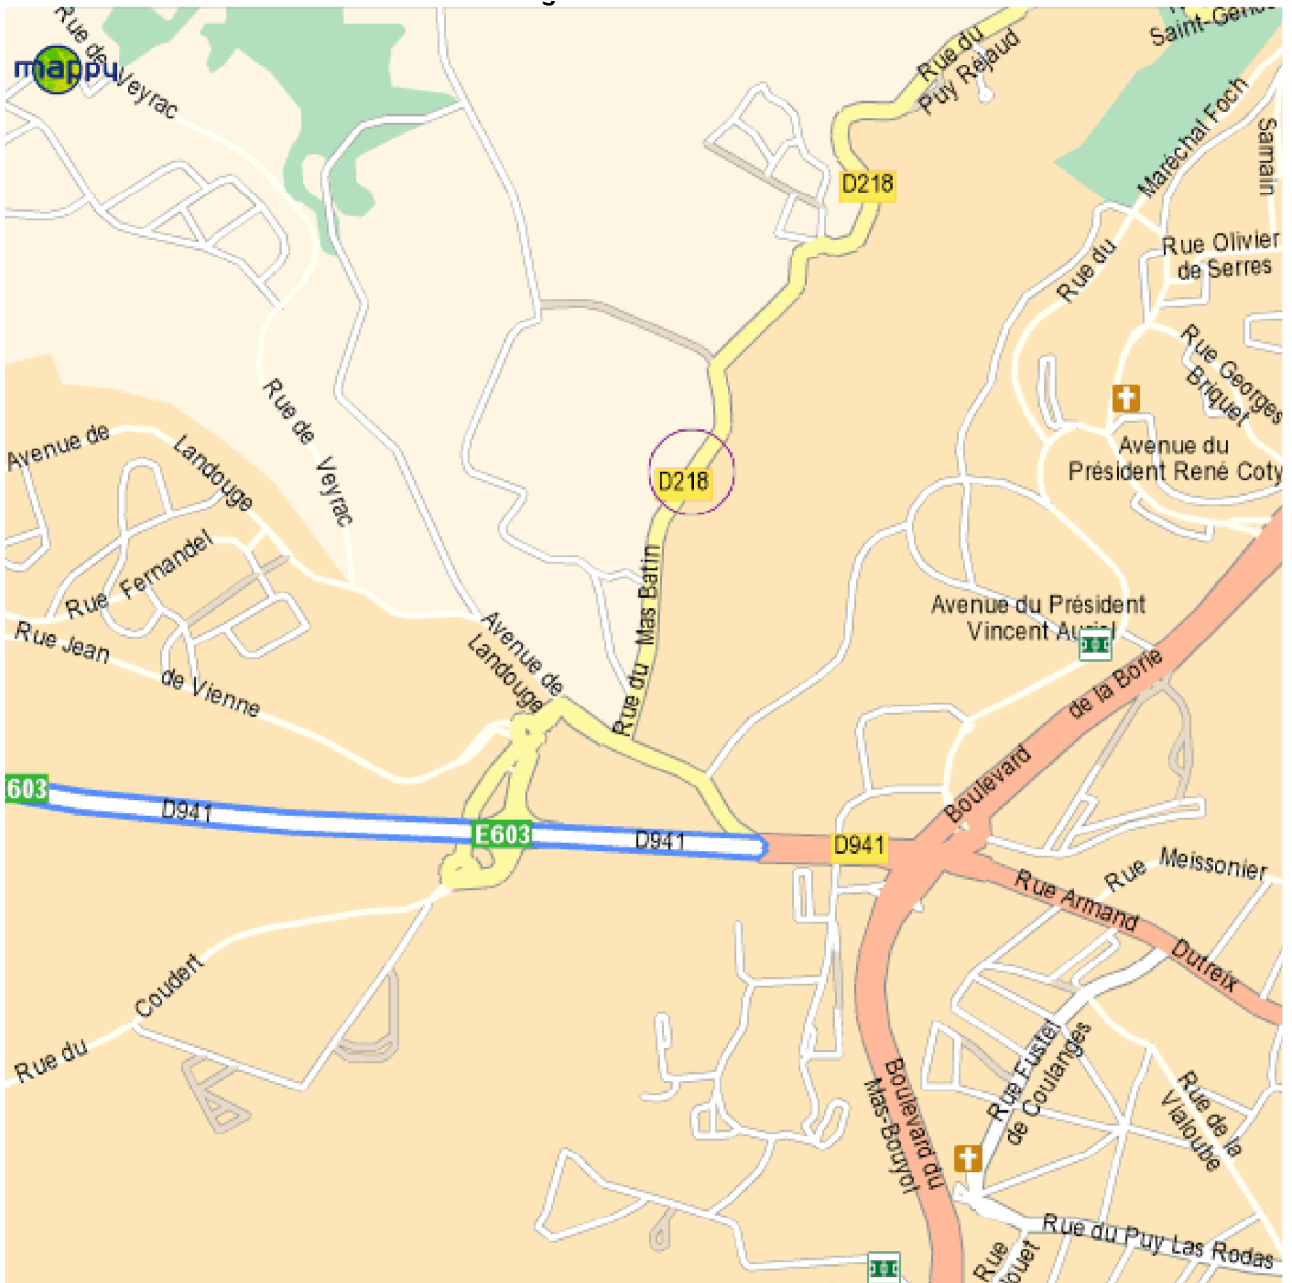 mappy
Rue de Veyrac
Rue du
Puy Réjaud
Saint-Gence
Maréchal Foch
Samain
D218
Rue Olivier
de Serres
Rue du
Rue Georges
Briquet
Rue de Veyrac
Avenue de
Landouge
Avenue du
Président René Coty
D218
Rue Fernandel
Rue du Mas Batin
Avenue du Président
Vincent Auriol
Rue Jean
de Vienne
Avenue de
Landouge
Boulevard
de la Borie
E603
D941
E603
D941
D941
Rue Meissonier
Rue Armand
Dutreix
Rue du
Coudert
Rue Fustel
de Coulanges
Boulevard du
Mas-Bouyol
Rue de la
Vialoube
Rue du Puy Las Rodas
Rue